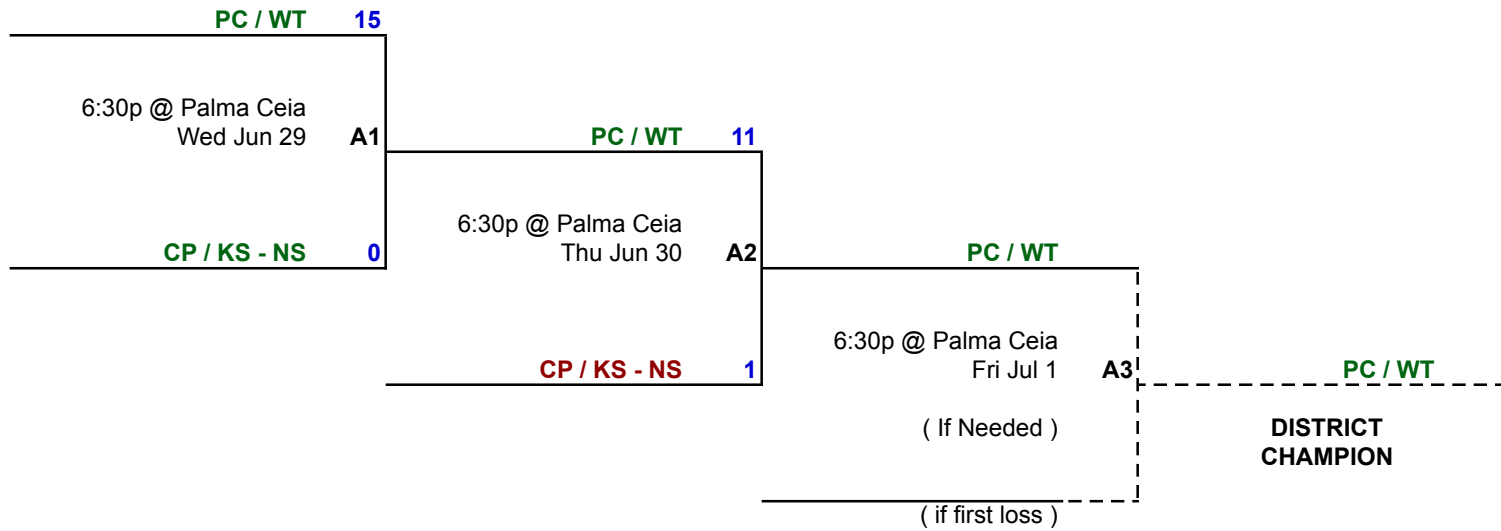 PC / WT 15
6:30p @ Palma Ceia
Wed Jun 29 A1
CP / KS - NS 0
PC / WT 11
6:30p @ Palma Ceia
Thu Jun 30 A2
CP / KS - NS 1
PC / WT
6:30p @ Palma Ceia
Fri Jul 1 A3
( If Needed )
( if first loss )
PC / WT
DISTRICT
CHAMPION